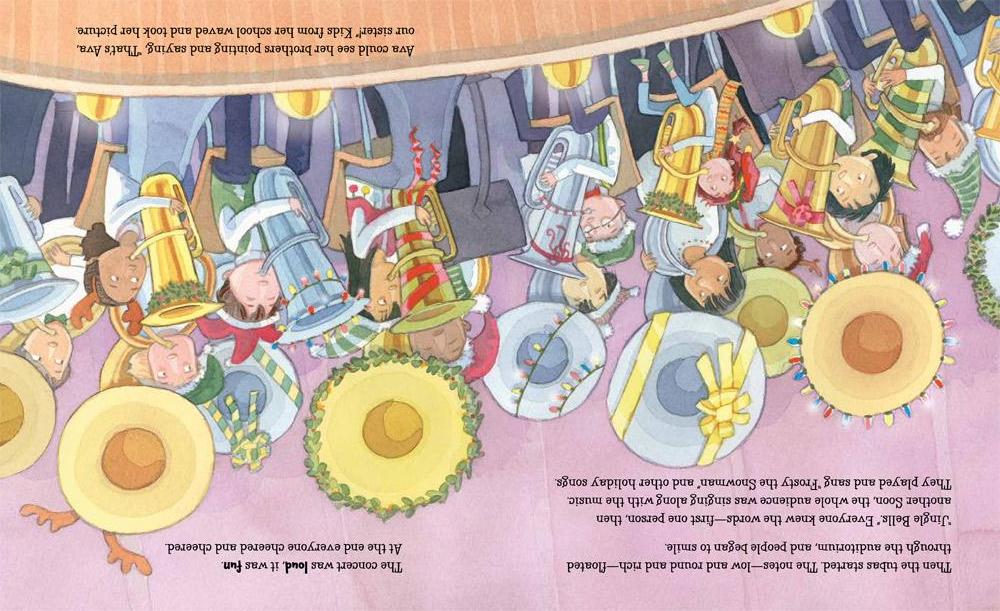 Then the tubas started. The notes—low and round and rich—floated
through the auditorium, and people began to smile.
“Jingle Bells.” Everyone knew the words—first one person, then
another. Soon, the whole audience was singing along with the music.
They played and sang “Frosty the Snowman” and other holiday songs.
The concert was loud, it was fun.
At the end everyone cheered and cheered.
Ava could see her brothers pointing and saying, “That’s Ava,
our sister!” Kids from her school waved and took her picture.